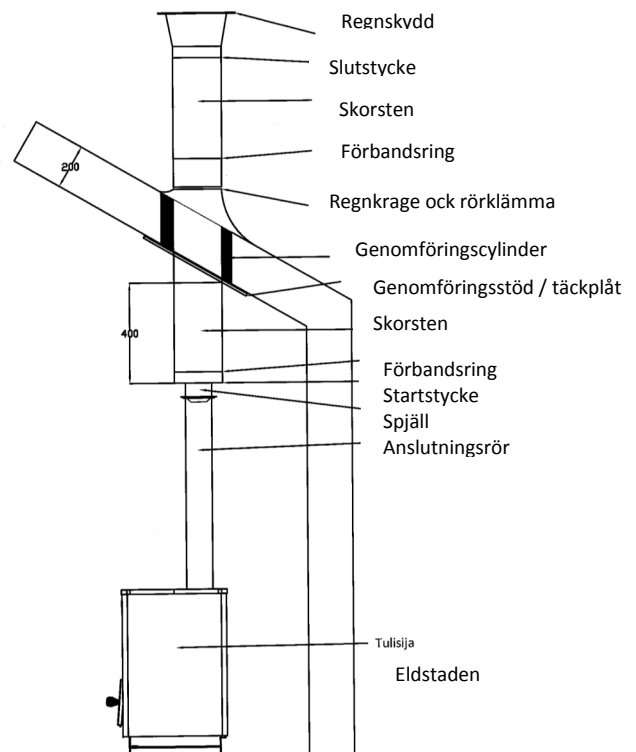 Regnskydd
Slutstycke
Skorsten
Förbandsring
200
Regnkrage ock rörklämma
Genomföringscylinder
Genomföringsstöd / täckplåt
Skorsten
400
Förbandsring
Startstycke
Spjäll
Anslutningsrör
Tulisija
Eldstaden